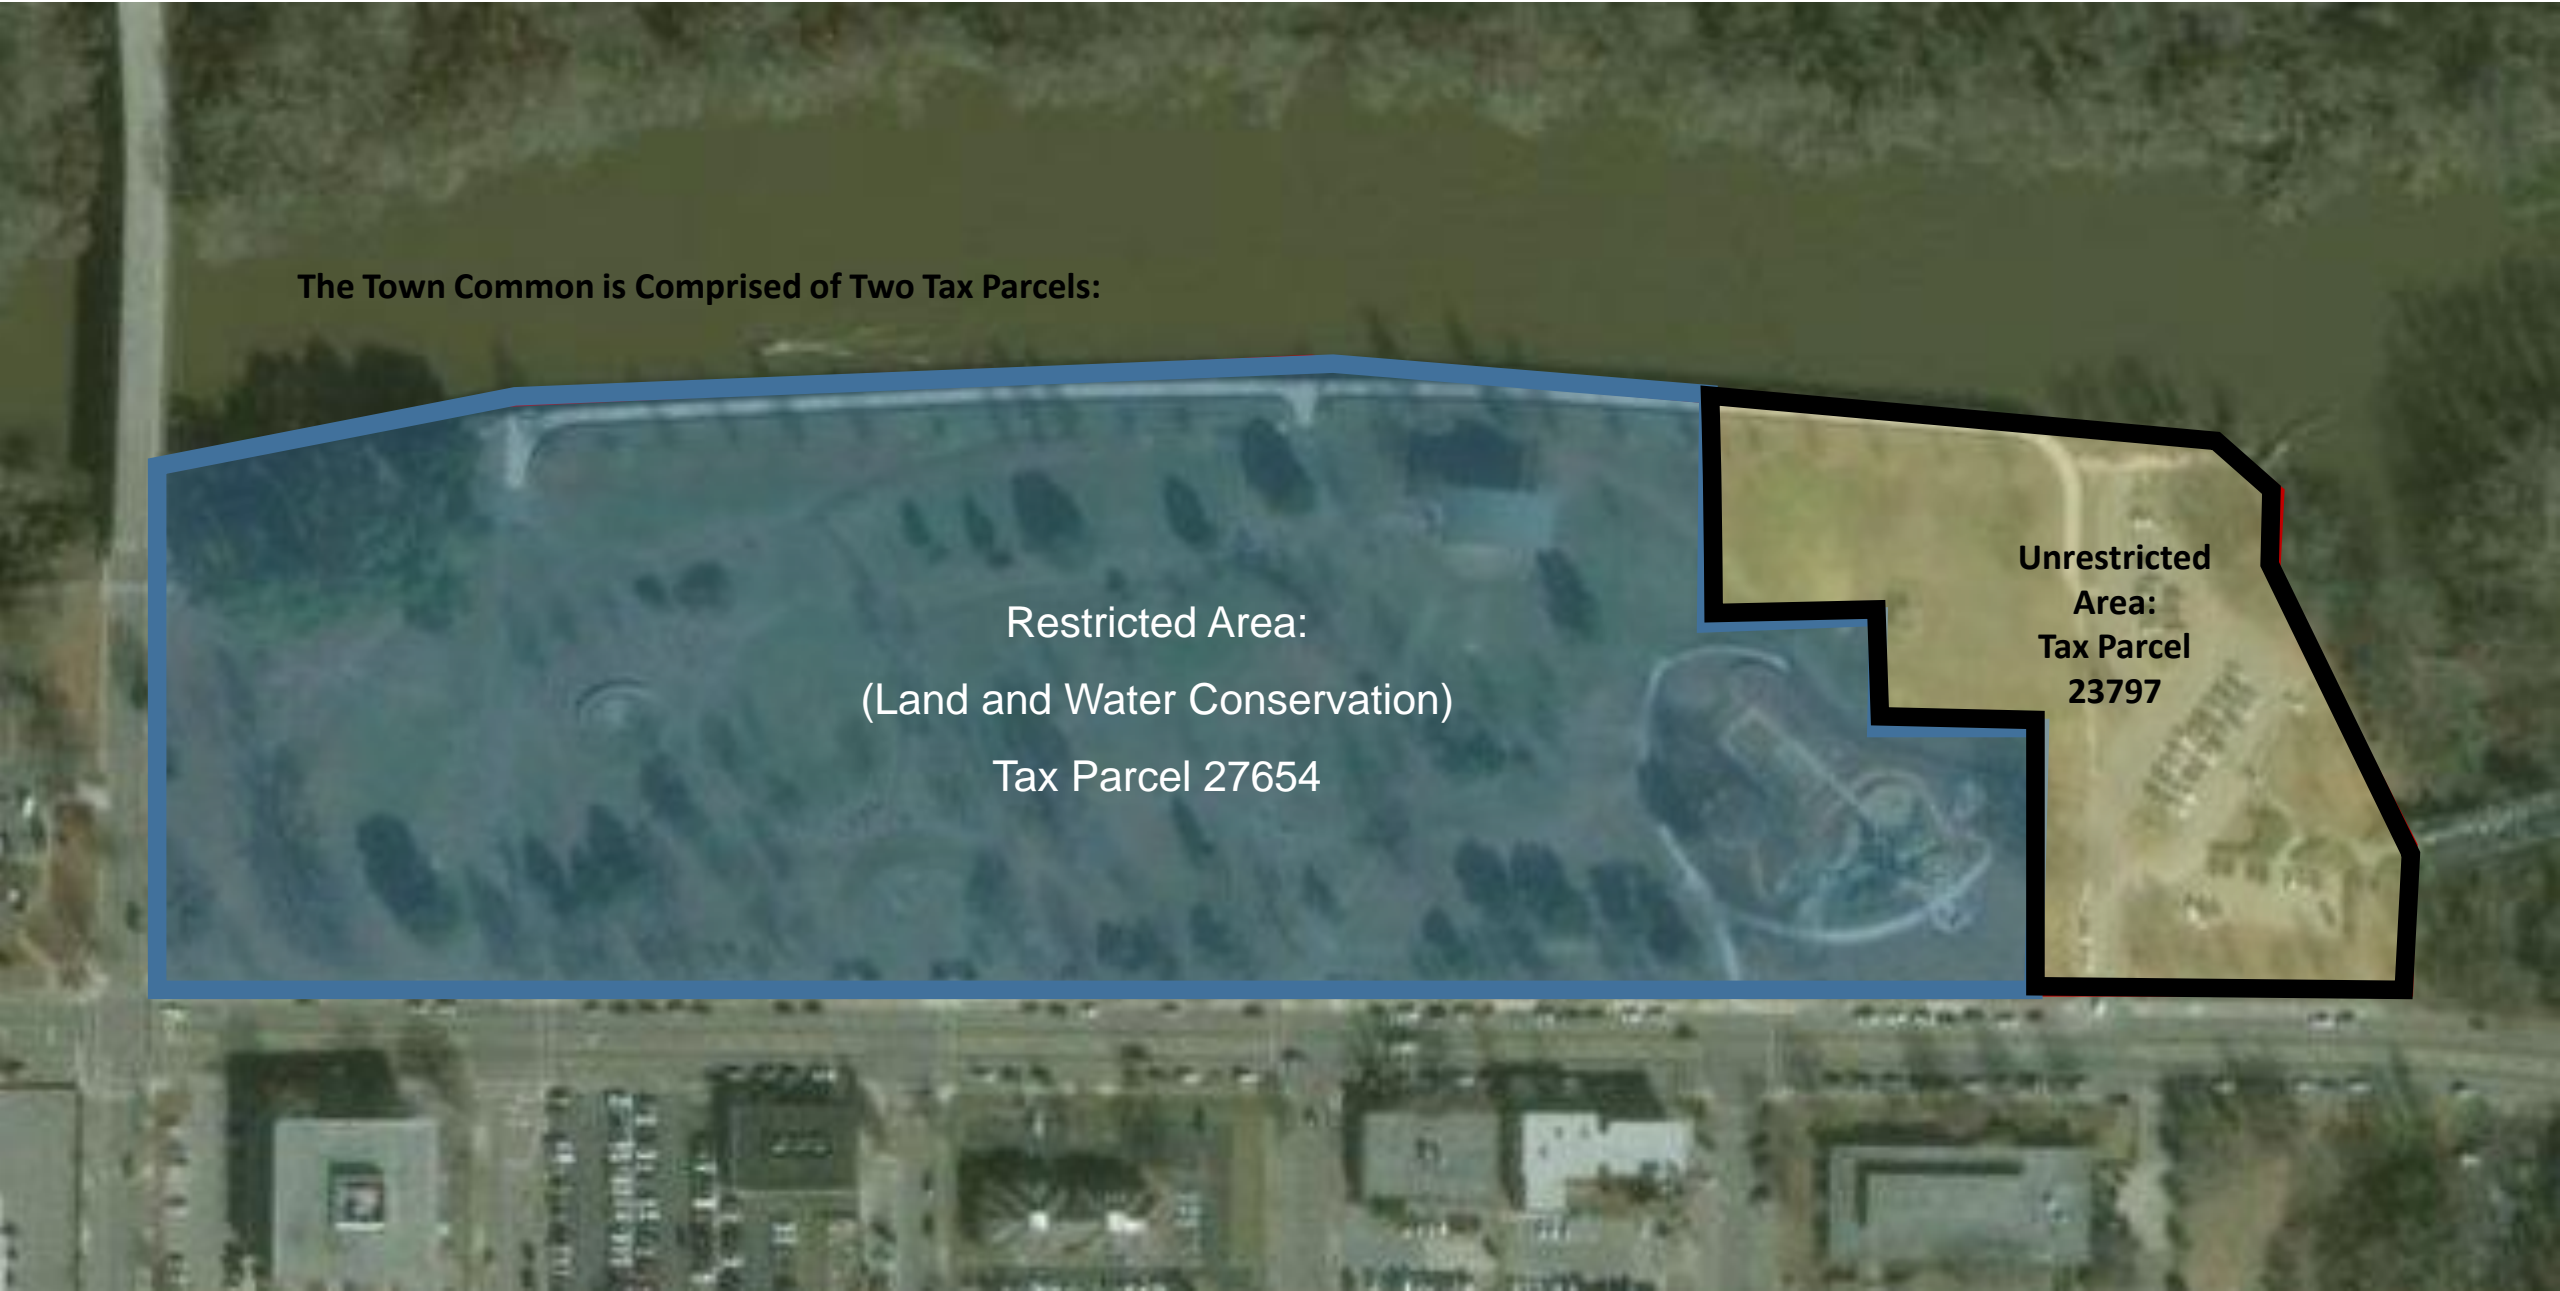 The Town Common is Comprised of Two Tax Parcels:
Restricted Area:
(Land and Water Conservation)
Tax Parcel 27654
Unrestricted
Area:
Tax Parcel
23797